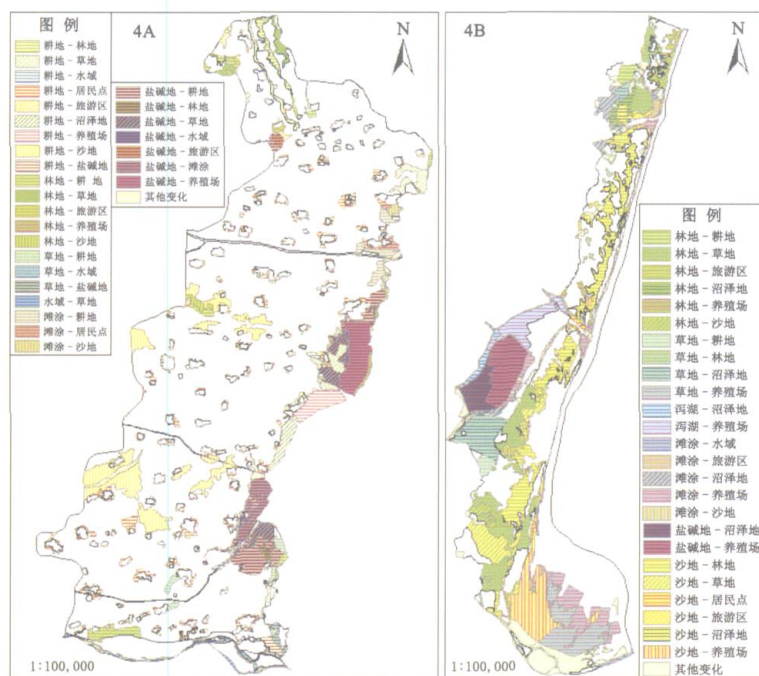 图 例
耕地－林地
耕地－草地
耕地－水域
耕地－居民点
耕地－旅游区
耕地－沼泽地
耕地－养殖场
耕地－沙地
耕地－盐碱地
林地－耕 地
林地－草地
林地－旅游区
林地－养殖场
林地－沙地
草地－耕地
草地－水域
草地－盐碱地
水域－草地
滩涂－耕地
滩涂－居民点
滩涂－沙地
盐碱地－耕地
盐碱地－林地
盐碱地－草地
盐碱地－水域
盐碱地－旅游区
盐碱地－滩涂
盐碱地－养殖场
其他变化
4A
N
1:100,000
4B
N
图 例
林地－耕地
林地－草地
林地－旅游区
林地－沼泽地
林地－养殖场
林地－沙地
草地－耕地
草地－林地
草地－沼泽地
草地－养殖场
泻湖－沼泽地
泻湖－养殖场
滩涂－水域
滩涂－旅游区
滩涂－沼泽地
滩涂－养殖场
滩涂－沙地
盐碱地－沼泽地
盐碱地－养殖场
沙地－林地
沙地－草地
沙地－居民点
沙地－旅游区
沙地－沼泽地
沙地－养殖场
其他变化
1:100,000